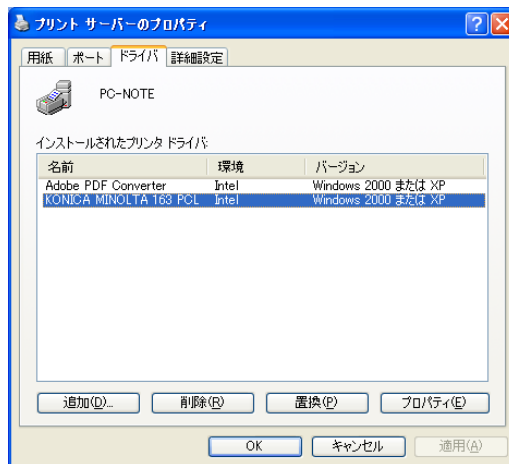 プリント サーバーのプロパティ
用紙 ポート ドライバ 詳細設定
PC-NOTE
インストールされたプリンタ ドライバ:
名前 環境 バージョン
Adobe PDF Converter Intel Windows 2000 または XP
KONICA MINOLTA 163 PCL Intel Windows 2000 または XP
追加(D)... 削除(R) 置換(P) プロパティ(E)
OK キャンセル 適用(A)